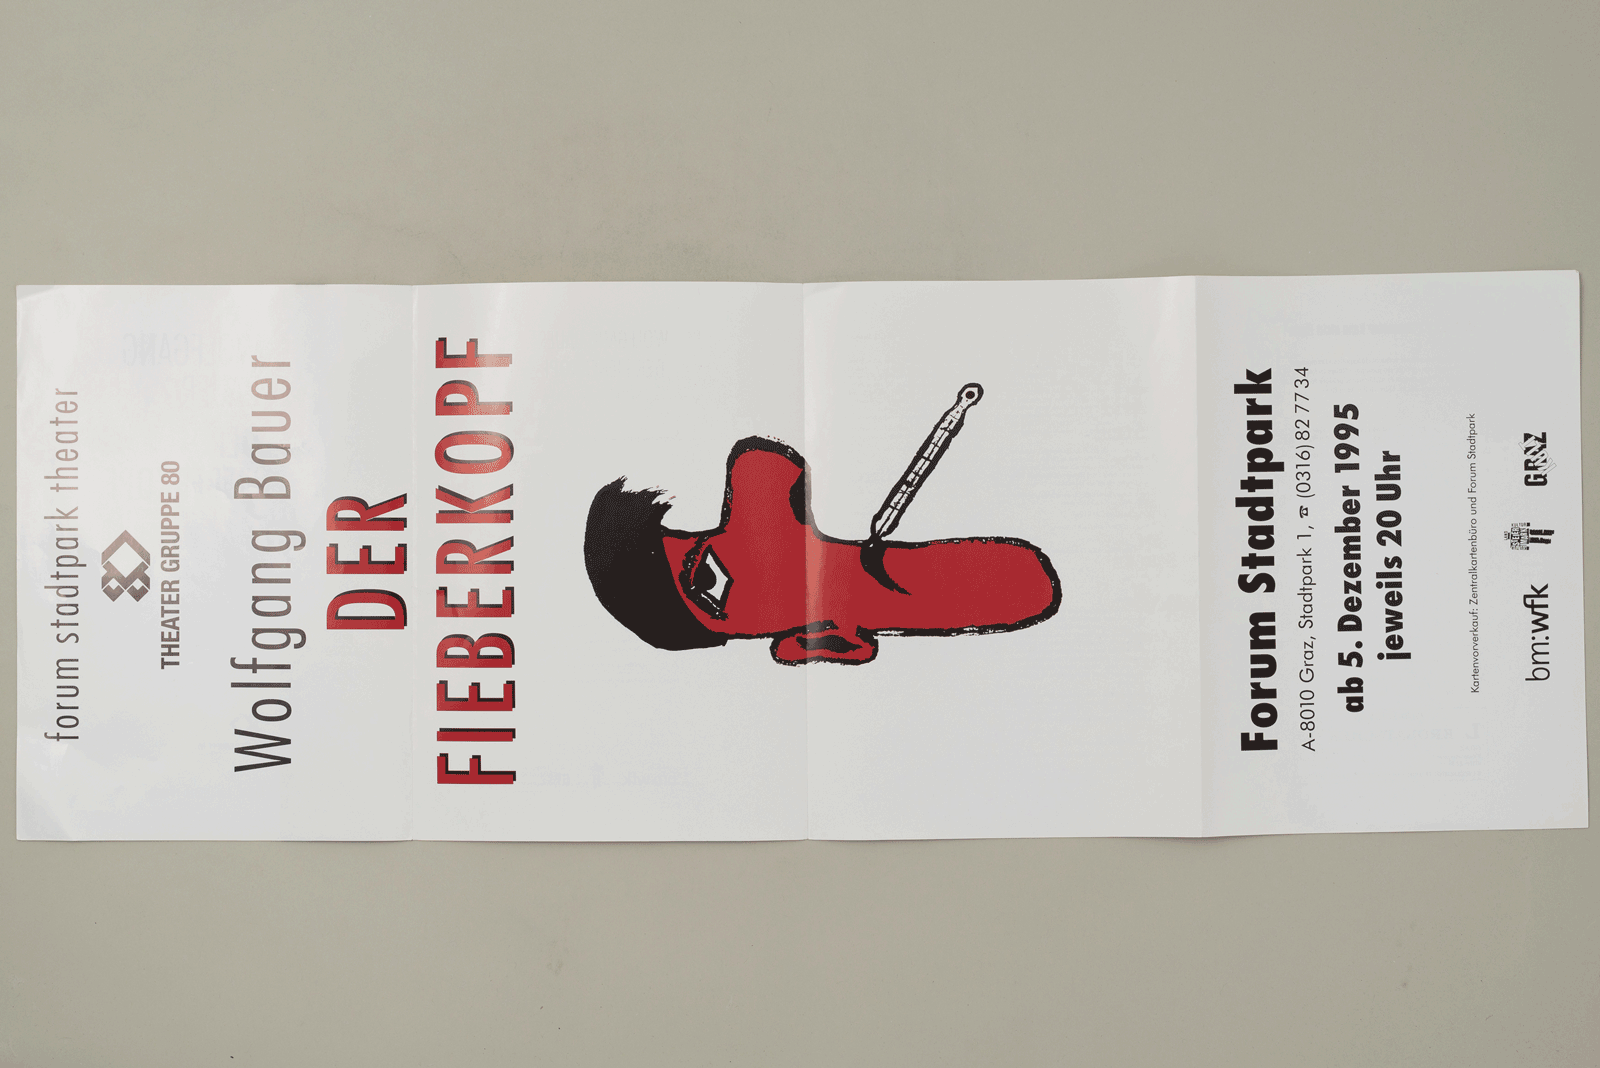 forum stadtpark theater
THEATER GRUPPE 80
Wolfgang Bauer
DER
FIEBERKOPF
Forum Stadtpark
A-8010 Graz, Stadtpark 1, ☎ (0316) 82 77 34
ab 5. Dezember 1995
jeweils 20 Uhr
Kartenvorverkauf: Zentralkartenbüro und Forum Stadtpark
bm:wfk
GRAZ